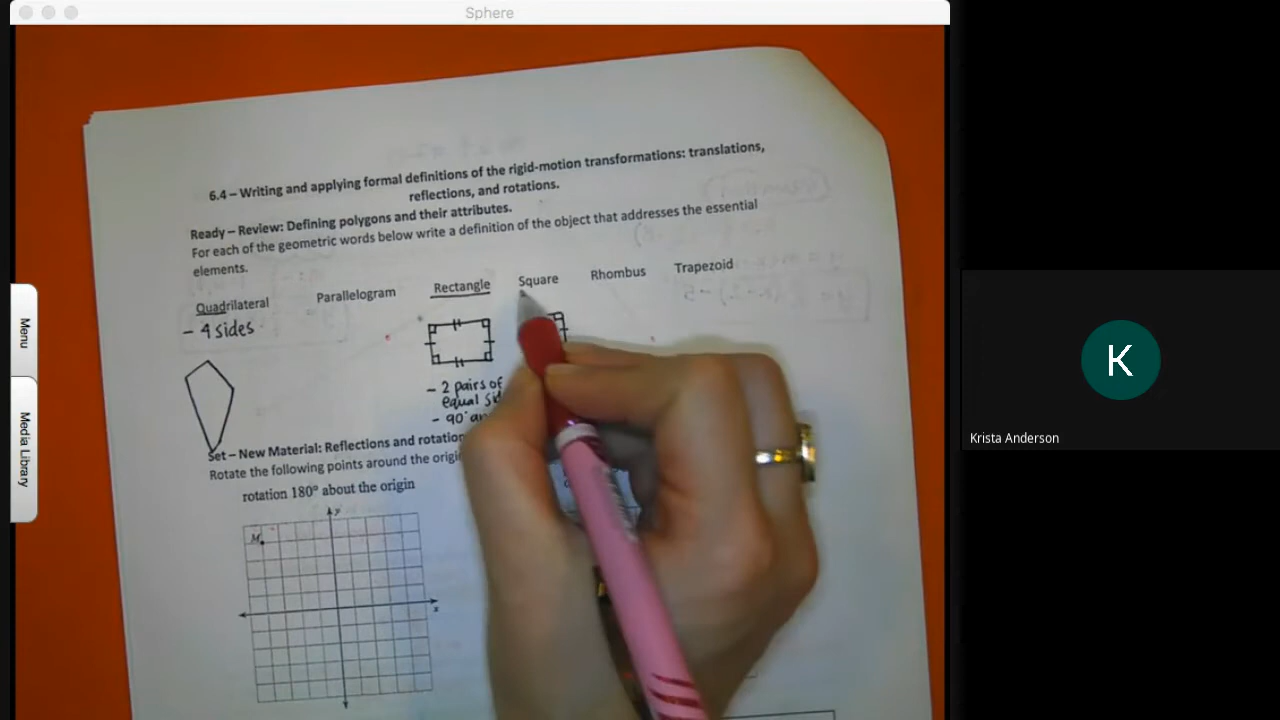 Sphere
Menu
Media Library
K
Krista Anderson
6.4 – Writing and applying formal definitions of the rigid-motion transformations: translations,
reflections, and rotations.
Ready – Review: Defining polygons and their attributes.
For each of the geometric words below write a definition of the object that addresses the essential
elements.
Quadrilateral Parallelogram Rectangle Square Rhombus Trapezoid
- 4 sides
- 2 pairs of
equal
- 90°
Set – New Material: Reflections and
Rotate the following points around the
rotation 180° about the origin
y
M
x